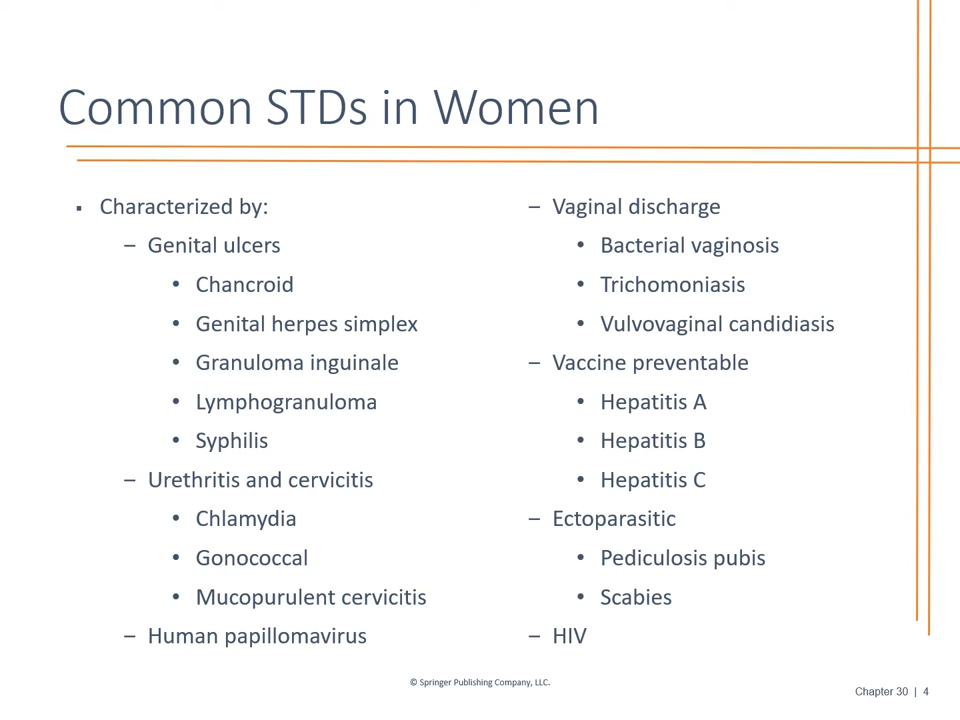 Common STDs in Women
▪ Characterized by:
– Genital ulcers
• Chancroid
• Genital herpes simplex
• Granuloma inguinale
• Lymphogranuloma
• Syphilis
– Urethritis and cervicitis
• Chlamydia
• Gonococcal
• Mucopurulent cervicitis
– Human papillomavirus
– Vaginal discharge
• Bacterial vaginosis
• Trichomoniasis
• Vulvovaginal candidiasis
– Vaccine preventable
• Hepatitis A
• Hepatitis B
• Hepatitis C
– Ectoparasitic
• Pediculosis pubis
• Scabies
– HIV
© Springer Publishing Company, LLC.
Chapter 30 | 4